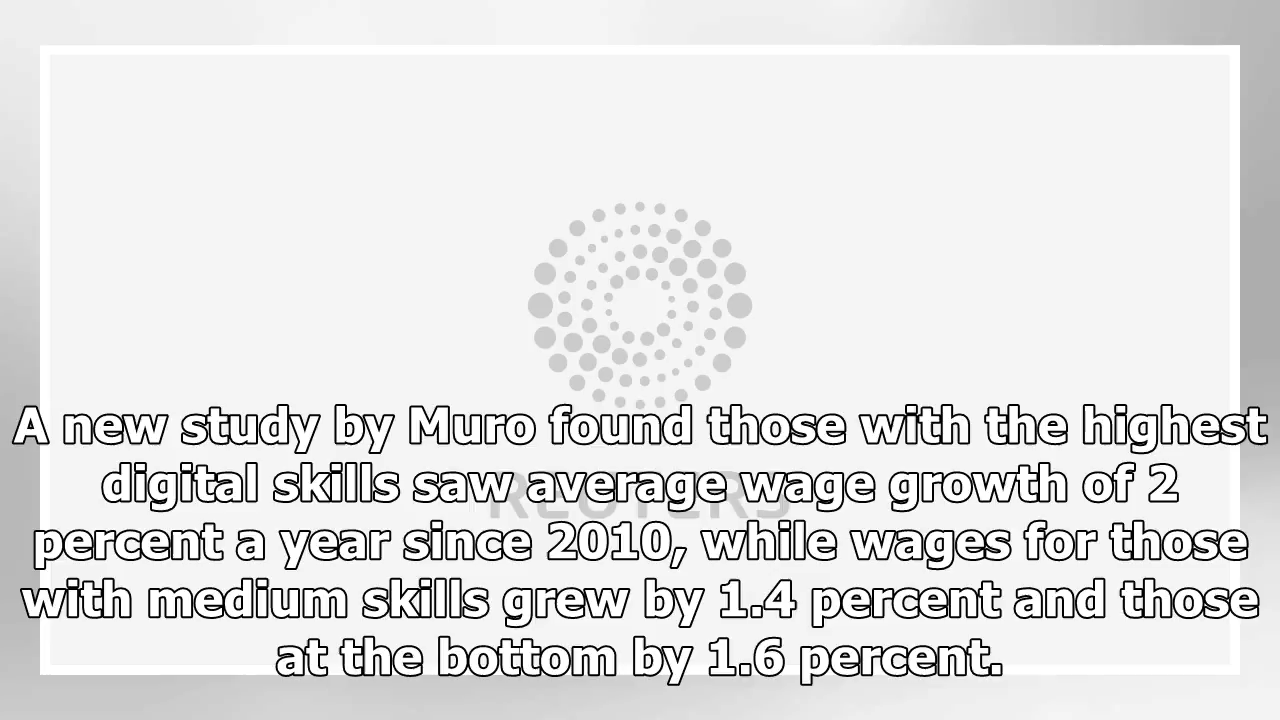 A new study by Muro found those with the highest
digital skills saw average wage growth of 2
percent a year since 2010, while wages for those
with medium skills grew by 1.4 percent and those
at the bottom by 1.6 percent.
REUTERS